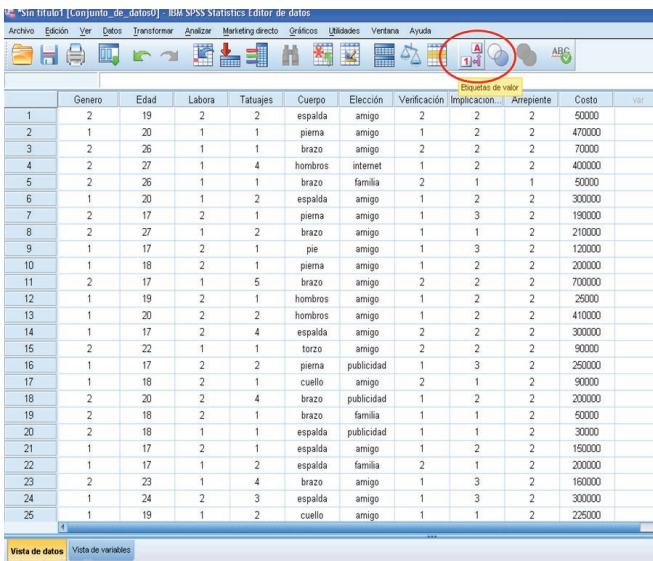 *Sin título1 [Conjunto_de_datos0] - IBM SPSS Statistics Editor de datos
Archivo Edición Ver Datos Transformar Analizar Marketing directo Gráficos Utilidades Ventana Ayuda
A
1
ABC
Etiquetas de valor
Genero Edad Labora Tatuajes Cuerpo Elección Verificación Implicacion... Arrepiente Costo var
1 2 19 2 2 espalda amigo 2 2 2 50000
2 1 20 1 1 pierna amigo 1 2 2 470000
3 2 26 1 1 brazo amigo 2 2 2 70000
4 2 27 1 4 hombros internet 1 2 2 400000
5 2 26 1 1 brazo familia 2 1 1 50000
6 1 20 1 2 espalda amigo 1 2 2 300000
7 2 17 2 1 pierna amigo 1 3 2 190000
8 2 27 1 2 brazo amigo 1 1 2 210000
9 1 17 2 1 pie amigo 1 3 2 120000
10 1 18 2 1 pierna amigo 1 2 2 200000
11 2 17 1 5 brazo amigo 2 2 2 700000
12 1 19 2 1 hombros amigo 1 2 2 25000
13 1 20 2 2 hombros amigo 1 2 2 410000
14 1 17 2 4 espalda amigo 2 2 2 300000
15 2 22 1 1 torzo amigo 2 2 2 90000
16 1 17 2 2 pierna publicidad 1 3 2 250000
17 1 18 2 1 cuello amigo 2 1 2 90000
18 2 20 2 4 brazo publicidad 1 2 2 200000
19 2 18 2 1 brazo familia 1 1 2 50000
20 2 18 1 1 espalda publicidad 1 1 2 30000
21 1 17 2 1 espalda amigo 1 2 2 150000
22 1 17 1 2 espalda familia 2 1 2 200000
23 2 23 1 4 brazo amigo 1 3 2 160000
24 1 24 2 3 espalda amigo 1 3 2 300000
25 1 19 1 2 cuello amigo 1 1 2 225000
Vista de datos Vista de variables